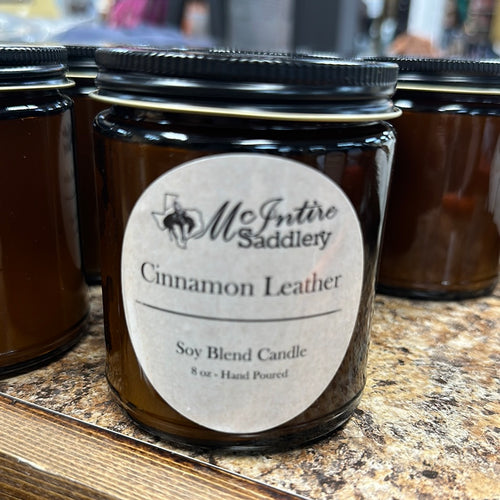 McIntire
Saddlery
Cinnamon Leather
Soy Blend Candle
8 oz - Hand Poured